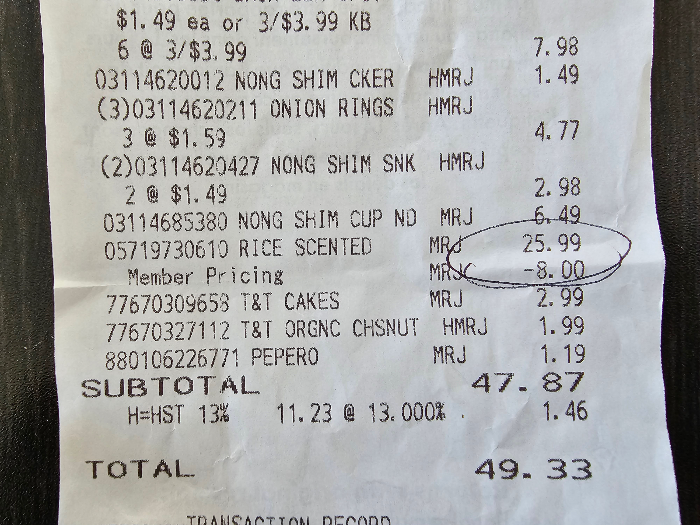 $1.49 ea or 3/$3.99 KB
6 @ 3/$3.99 7.98
03114620012 NONG SHIM CKER HMRJ 1.49
(3)03114620211 ONION RINGS HMRJ
3 @ $1.59 4.77
(2)03114620427 NONG SHIM SNK HMRJ
2 @ $1.49 2.98
03114685380 NONG SHIM CUP ND MRJ 6.49
05719730610 RICE SCENTED MRJ 25.99
Member Pricing MRJC -8.00
77670309658 T&T CAKES MRJ 2.99
77670327112 T&T ORGNC CHSNUT HMRJ 1.99
880106226771 PEPERO MRJ 1.19
SUBTOTAL 47.87
H=HST 13% 11.23 @ 13.000% 1.46
TOTAL 49.33
TRANSACTION RECORD